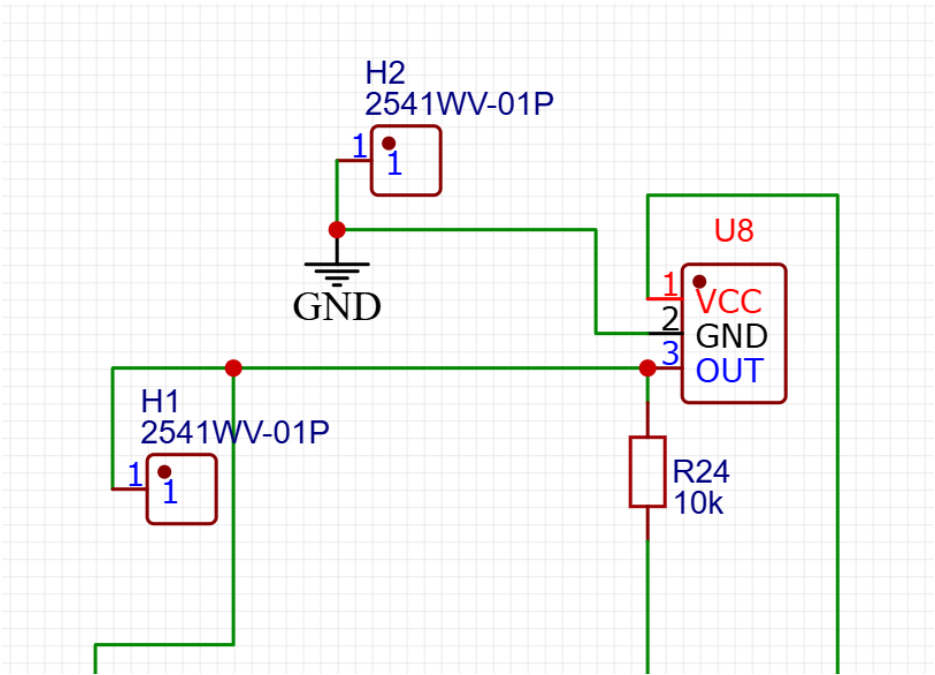 H2
2541WV-01P
1
1
GND
U8
1
VCC
2
GND
3
OUT
H1
2541WV-01P
1
1
R24
10k